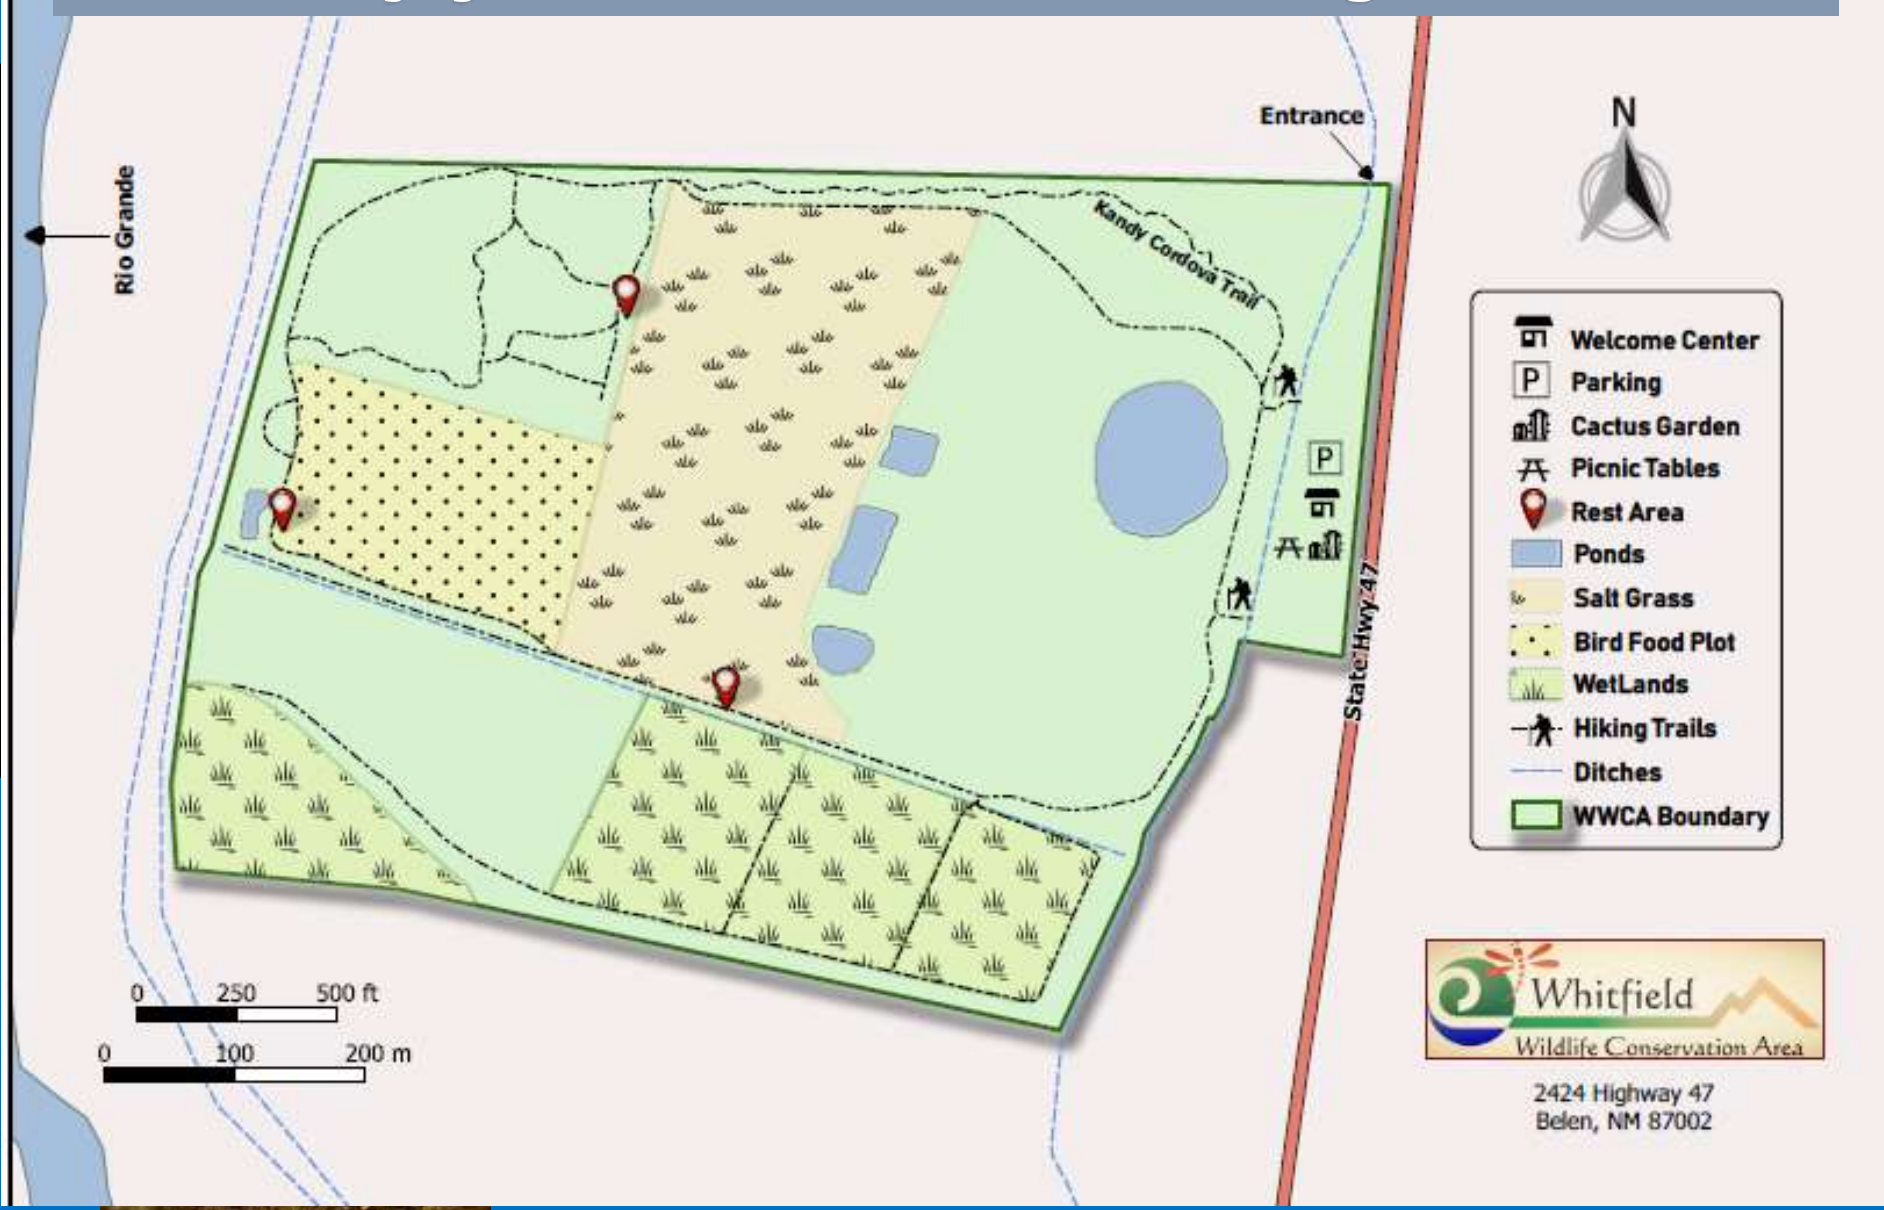 Entrance
N
Rio Grande
Kandy Cordova Trail
P
State Hwy 47
Welcome Center
P Parking
Cactus Garden
Picnic Tables
Rest Area
Ponds
Salt Grass
Bird Food Plot
WetLands
Hiking Trails
Ditches
WWCA Boundary
0 250 500 ft
0 100 200 m
Whitfield
Wildlife Conservation Area
2424 Highway 47
Belen, NM 87002